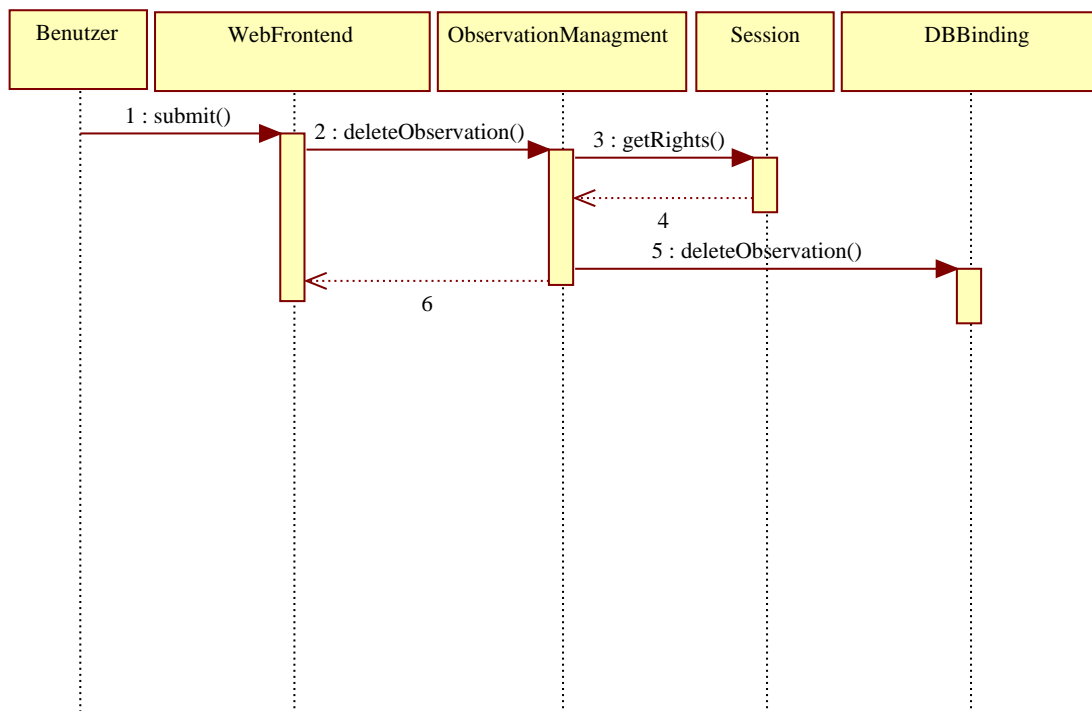 Benutzer
WebFrontend
ObservationManagment
Session
DBBinding
1 : submit()
2 : deleteObservation()
3 : getRights()
4
5 : deleteObservation()
6